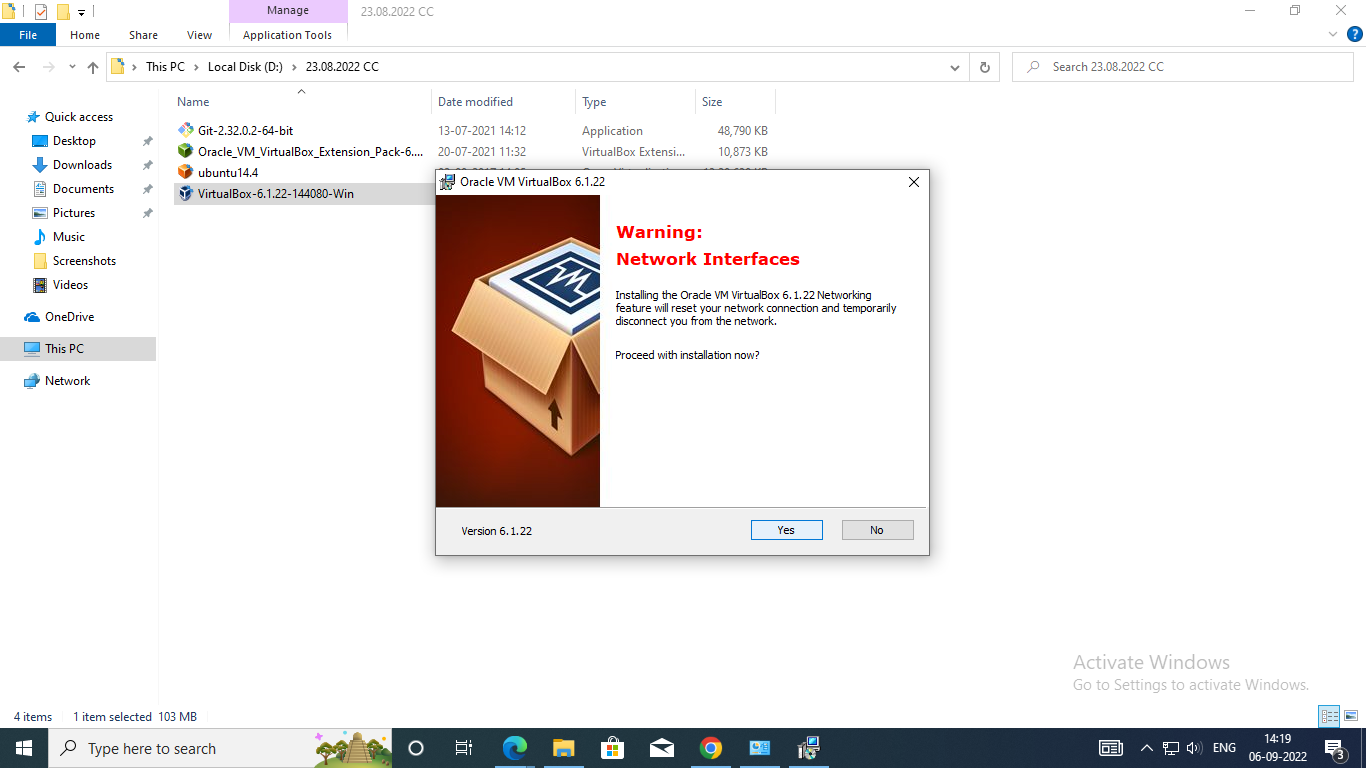 Manage
23.08.2022 CC
File
Home
Share
View
Application Tools
?
This PC
Local Disk (D:)
23.08.2022 CC
Search 23.08.2022 CC
Name
Date modified
Type
Size
Quick access
Desktop
Downloads
Documents
Pictures
Music
Screenshots
Videos
OneDrive
This PC
Network
Git-2.32.0.2-64-bit
13-07-2021 14:12
Application
48,790 KB
Oracle_VM_VirtualBox_Extension_Pack-6....
20-07-2021 11:32
VirtualBox Extensi...
10,873 KB
ubuntu14.4
VirtualBox-6.1.22-144080-Win
Oracle VM VirtualBox 6.1.22
Warning:
Network Interfaces
Installing the Oracle VM VirtualBox 6.1.22 Networking
feature will reset your network connection and temporarily
disconnect you from the network.
Proceed with installation now?
Version 6.1.22
Yes
No
Activate Windows
Go to Settings to activate Windows.
4 items
1 item selected 103 MB
Type here to search
ENG
14:19
06-09-2022
3